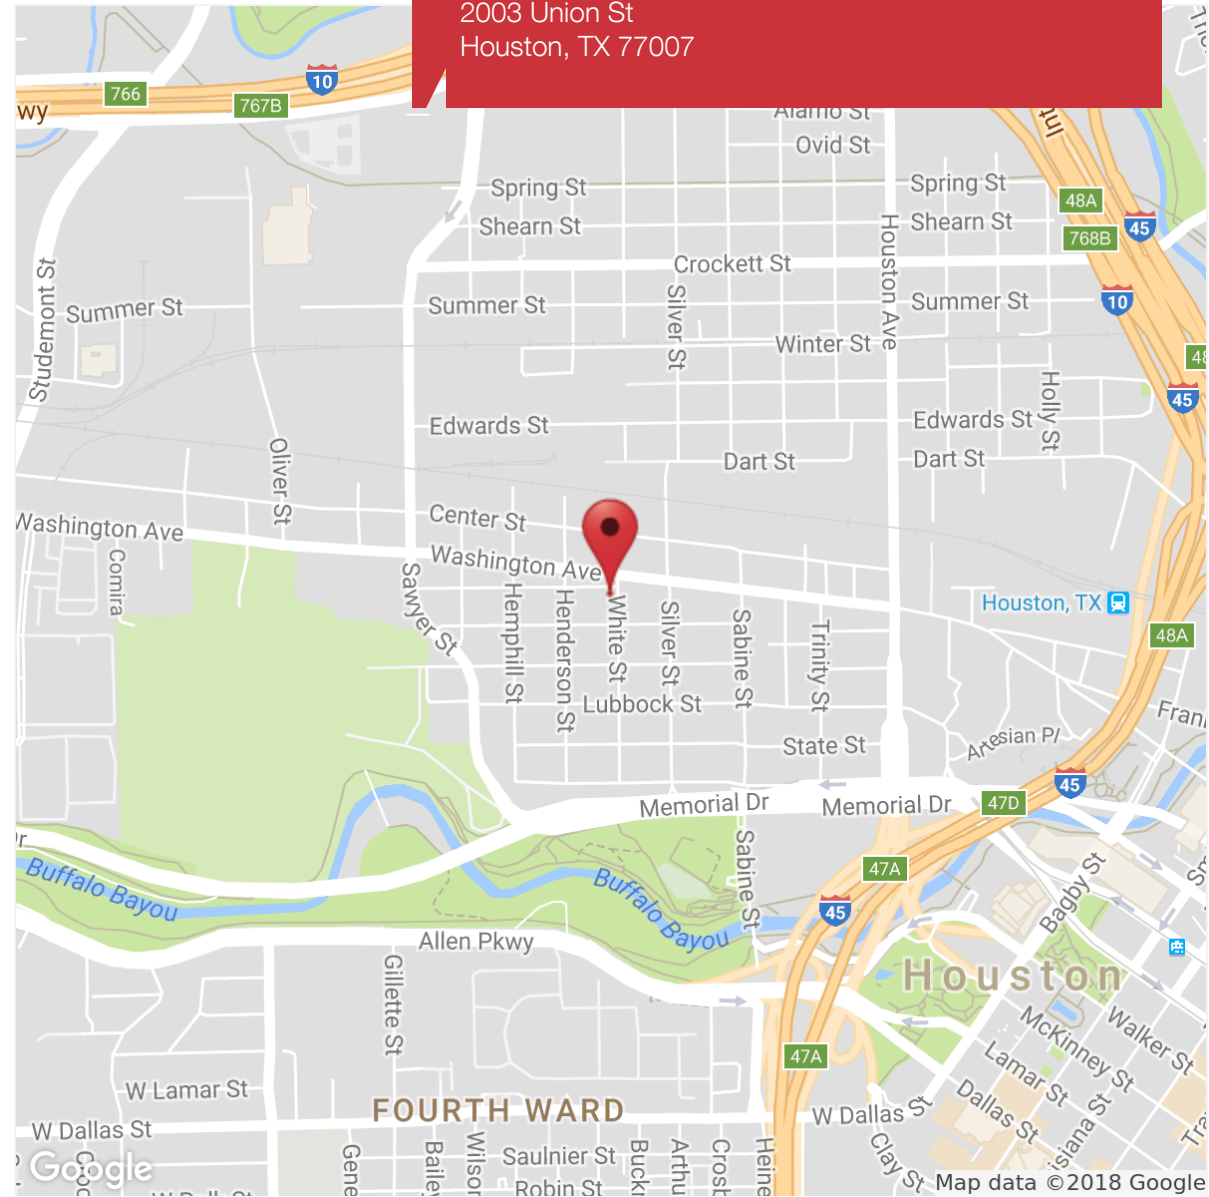 2003 Union St
Houston, TX 77007
10
766
767B
wy
Alamo St
Ovid St
Spring St
Spring St
48A
Shearn St
Shearn St
45
768B
Houston Ave
Crockett St
Studemont St
Summer St
Summer St
Silver St
Summer St
10
Winter St
48
45
Holly St
Edwards St
Edwards St
Oliver St
Dart St
Dart St
Center St
Washington Ave
Washington Ave
Comira
Sawyer St
Hemphill St
Henderson St
White St
Silver St
Sabine St
Trinity St
Houston, TX
48A
Lubbock St
State St
Artesian Pl
45
Memorial Dr
Memorial Dr
47D
Sabine St
47A
Buffalo Bayou
Buffalo Bayou
45
Bagby St
Allen Pkwy
Gillette St
Houston
McKinney St
Walker St
47A
Lamar St
W Lamar St
FOURTH WARD
Dallas St
W Dallas St
W Dallas St
Clay St
Saulnier St
Robin St
Google
Map data ©2018 Google